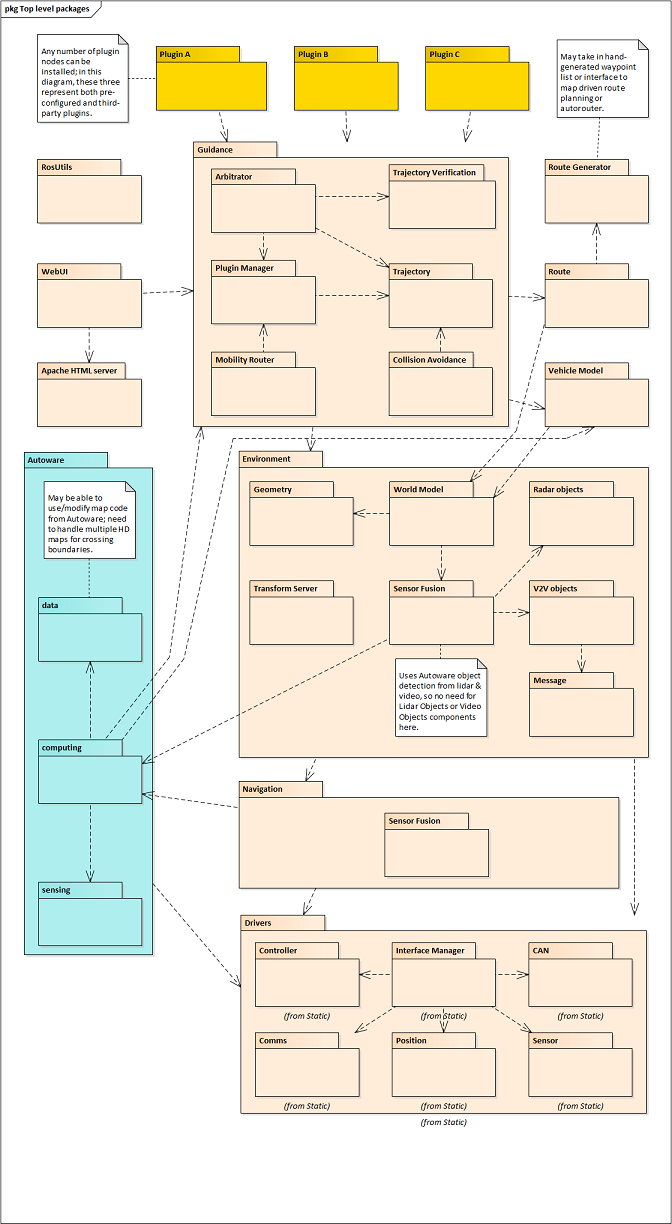 pkg Top level packages
Any number of plugin
nodes can be
installed; in this
diagram, these three
represent both pre-
configured and third-
party plugins.
Plugin A
Plugin B
Plugin C
May take in hand-
generated waypoint
list or interface to
map driven route
planning or
autorouter.
Guidance
RosUtils
Arbitrator
Trajectory Verification
Route Generator
WebUI
Plugin Manager
Trajectory
Route
Apache HTML server
Mobility Router
Collision Avoidance
Vehicle Model
Autoware
May be able to
use/modify map code
from Autoware; need
to handle multiple HD
maps for crossing
boundaries.
data
computing
sensing
Environment
Geometry
World Model
Radar objects
Transform Server
Sensor Fusion
V2V objects
Uses Autoware object
detection from lidar &
video, so no need for
Lidar Objects or Video
Objects components
here.
Message
Navigation
Sensor Fusion
Drivers
Controller
Interface Manager
CAN
(from Static)
(from Static)
(from Static)
Comms
Position
Sensor
(from Static)
(from Static)
(from Static)
(from Static)